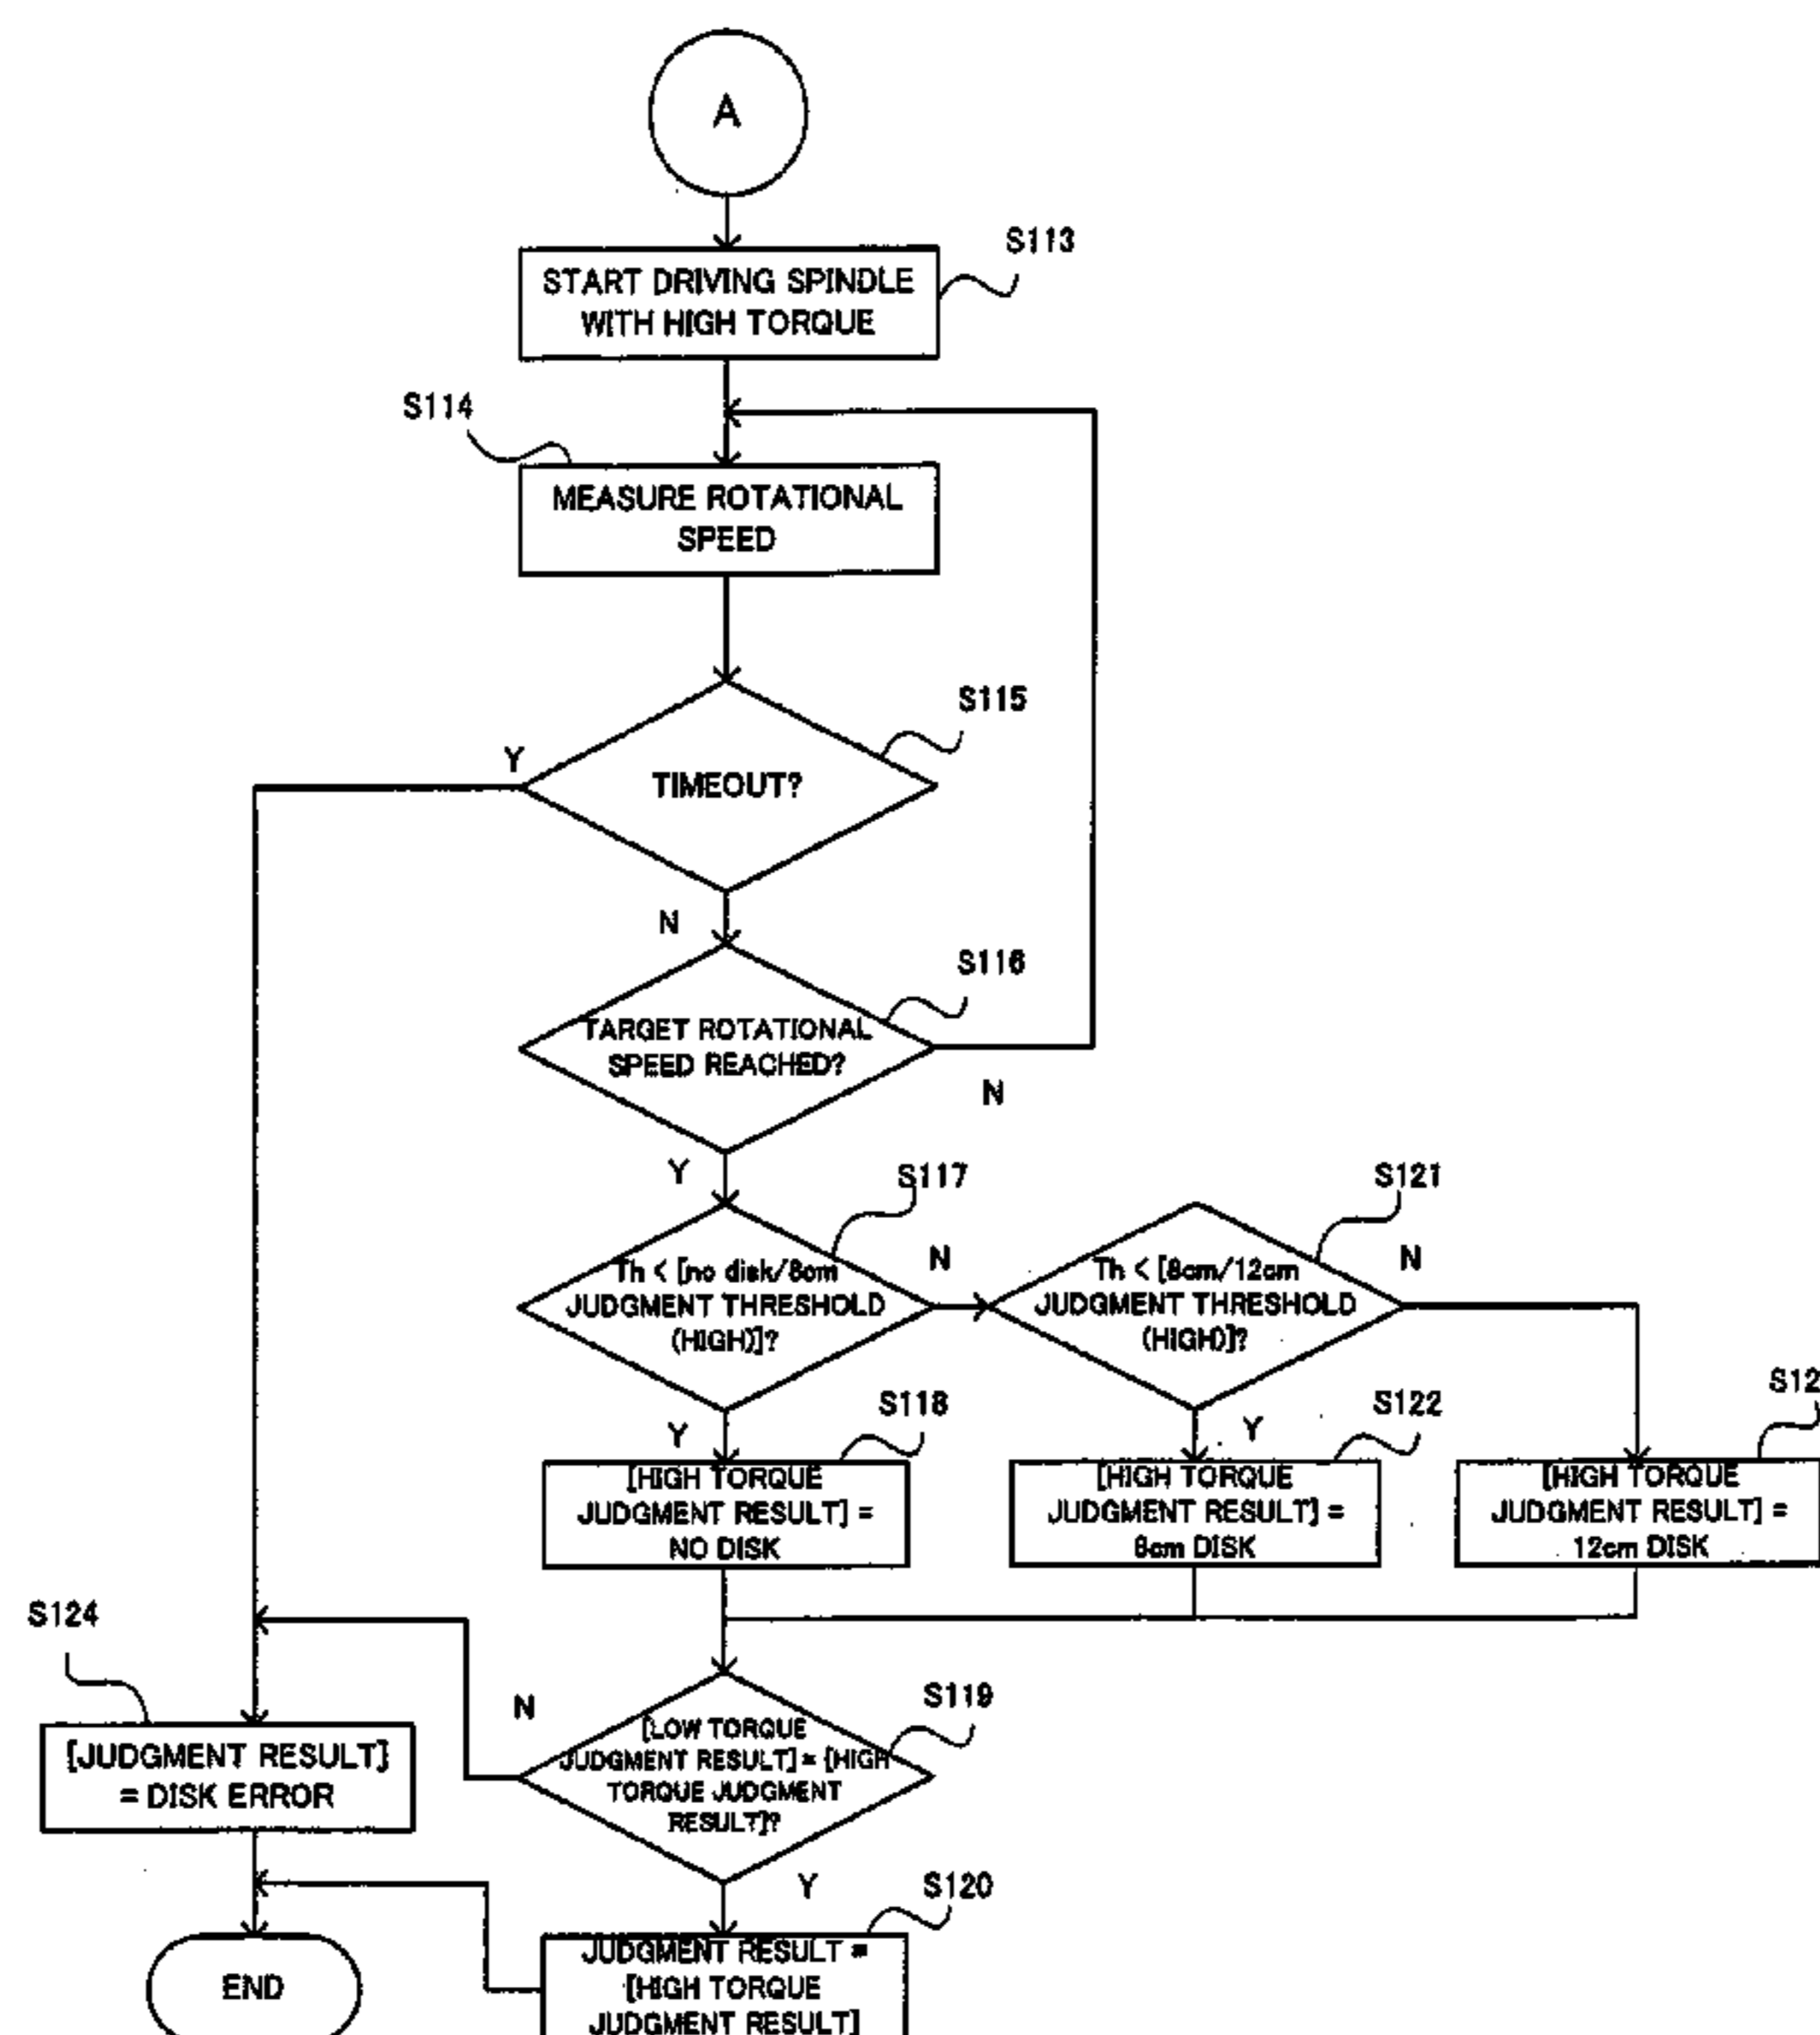 A
S113
START DRIVING SPINDLE
WITH HIGH TORQUE
S114
MEASURE ROTATIONAL
SPEED
S115
Y
TIMEOUT?
N
S116
TARGET ROTATIONAL
SPEED REACHED?
N
Y
S117
Th < [no disk/8cm
JUDGMENT THRESHOLD
(HIGH)]?
N
S121
Th < [8cm/12cm
JUDGMENT THRESHOLD
(HIGH)]?
N
Y
S118
[HIGH TORQUE
JUDGMENT RESULT] =
NO DISK
Y
S122
[HIGH TORQUE
JUDGMENT RESULT] =
8cm DISK
S12
[HIGH TORQUE
JUDGMENT RESULT] =
12cm DISK
S124
[JUDGMENT RESULT]
= DISK ERROR
N
S119
[LOW TORQUE
JUDGMENT RESULT] = [HIGH
TORQUE JUDGMENT
RESULT]?
Y
S120
JUDGMENT RESULT =
[HIGH TORQUE
JUDGMENT RESULT]
END